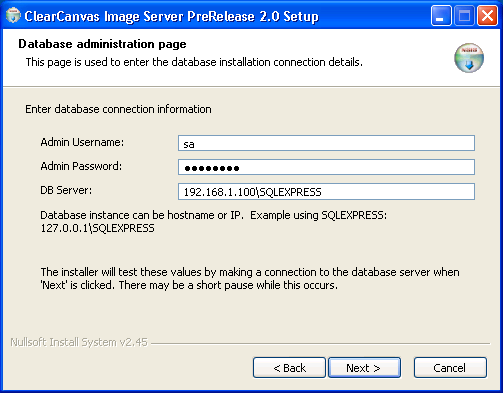 ClearCanvas Image Server PreRelease 2.0 Setup
Database administration page
This page is used to enter the database installation connection details.
Enter database connection information
Admin Username: sa
Admin Password: ●●●●●●●●
DB Server: 192.168.1.100\SQLEXPRESS
Database instance can be hostname or IP.  Example using SQLEXPRESS:
127.0.0.1\SQLEXPRESS
The installer will test these values by making a connection to the database server when
'Next' is clicked. There may be a short pause while this occurs.
Nullsoft Install System v2.45
< Back Next > Cancel